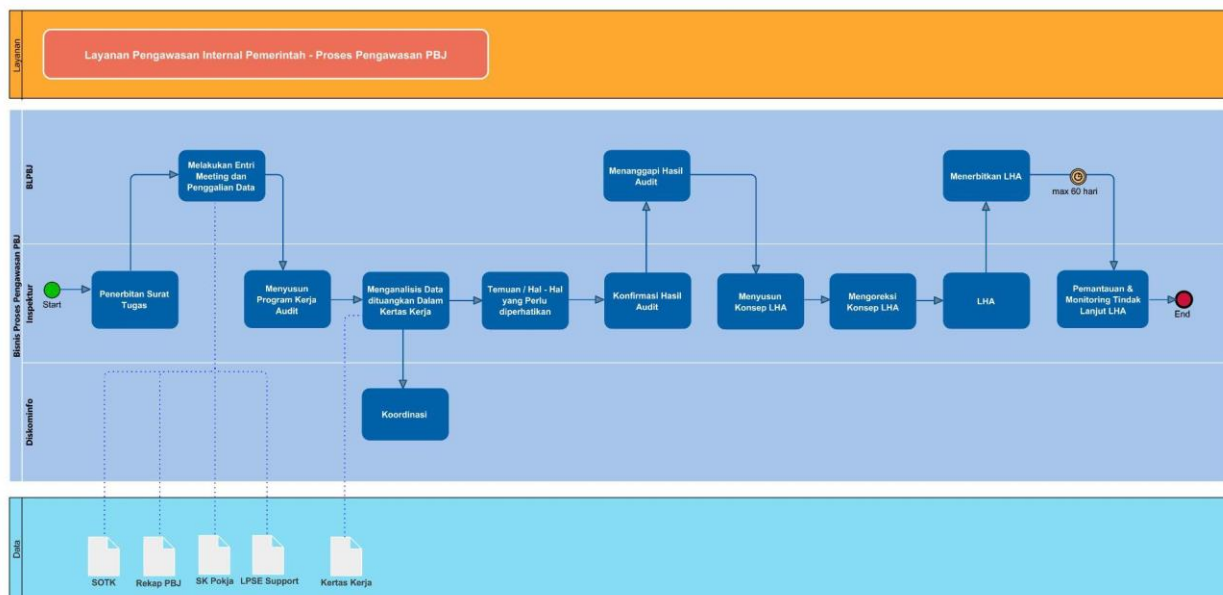 Layanan
Layanan Pengawasan Internal Pemerintah - Proses Pengawasan PBJ
Bisnis Proses Pengawasan PBJ
BLPBJ
Melakukan Entri
Meeting dan
Penggalian Data
Menanggapi Hasil
Audit
Menerbitkan LHA
max 60 hari
Inspektur
Start
Penerbitan Surat
Tugas
Menyusun
Program Kerja
Audit
Menganalisis Data
dituangkan Dalam
Kertas Kerja
Temuan / Hal - Hal
yang Perlu
diperhatikan
Konfirmasi Hasil
Audit
Menyusun
Konsep LHA
Mengoreksi
Konsep LHA
LHA
Pemantauan &
Monitoring Tindak
Lanjut LHA
End
Diskominfo
Koordinasi
Data
SOTK
Rekap PBJ
SK Pokja
LPSE Support
Kertas Kerja